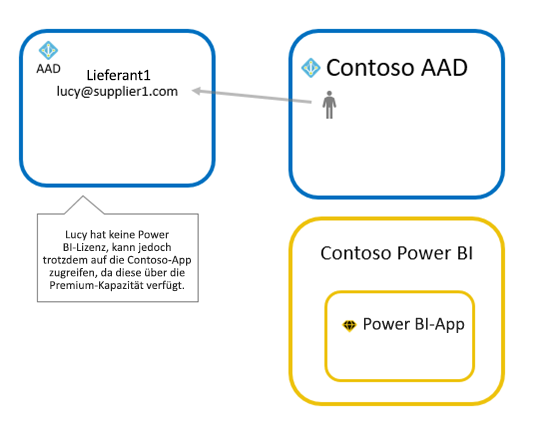 AAD
Lieferant1
lucy@supplier1.com
Contoso AAD
Lucy hat keine Power
BI-Lizenz, kann jedoch
trotzdem auf die Contoso-App
zugreifen, da diese über die
Premium-Kapazität verfügt.
Contoso Power BI
Power BI-App